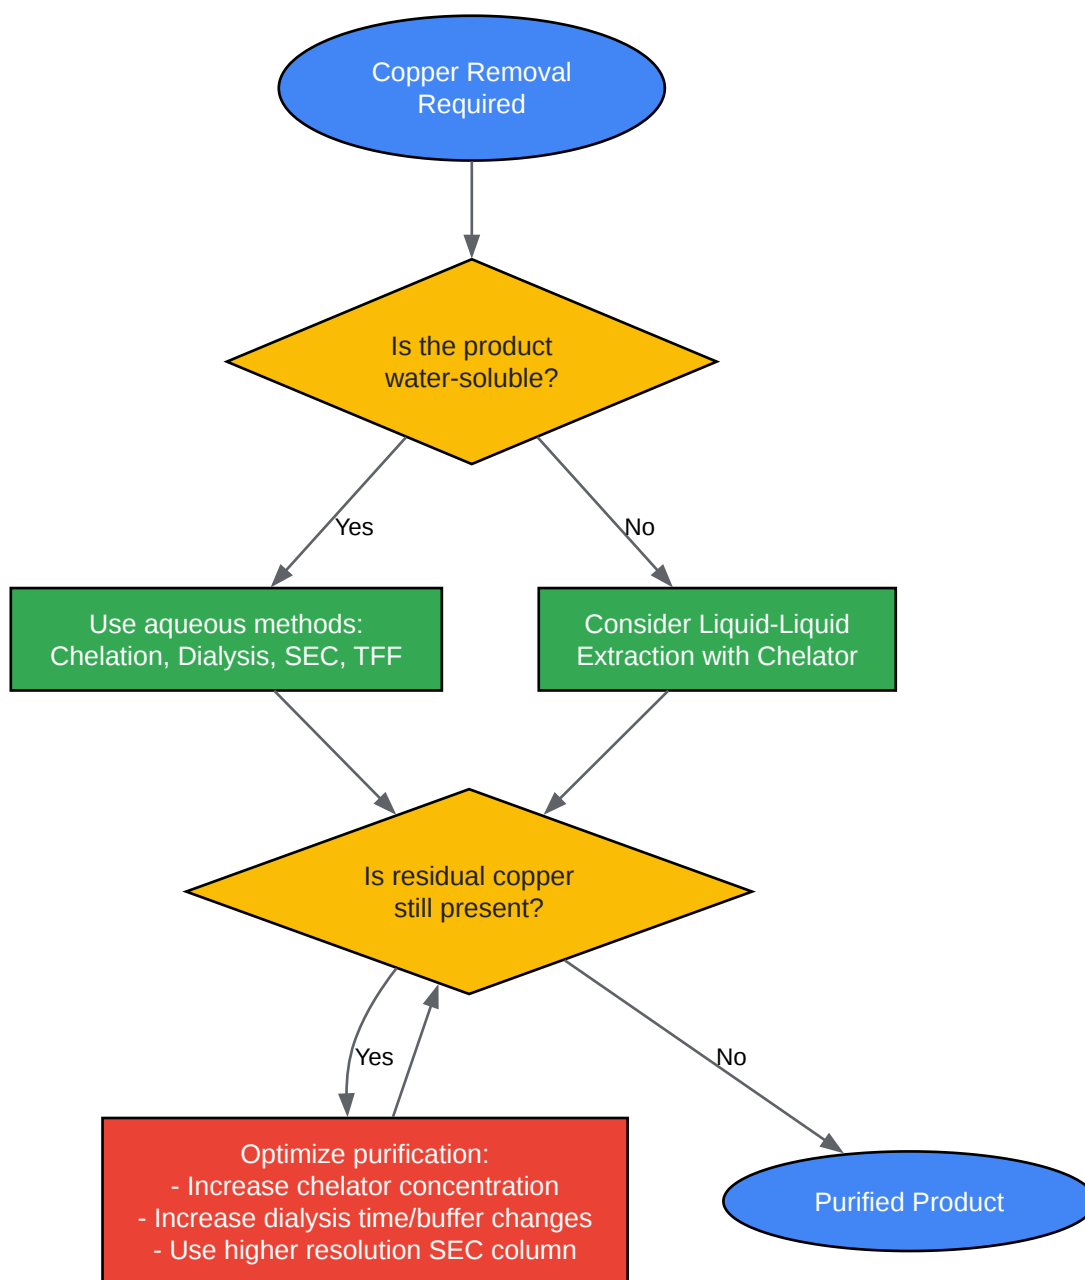 Copper Removal
Required
Is the product
water-soluble?
Yes
No
Use aqueous methods:
Chelation, Dialysis, SEC, TFF
Consider Liquid-Liquid
Extraction with Chelator
Is residual copper
still present?
Yes
No
Optimize purification:
- Increase chelator concentration
- Increase dialysis time/buffer changes
- Use higher resolution SEC column
Purified Product